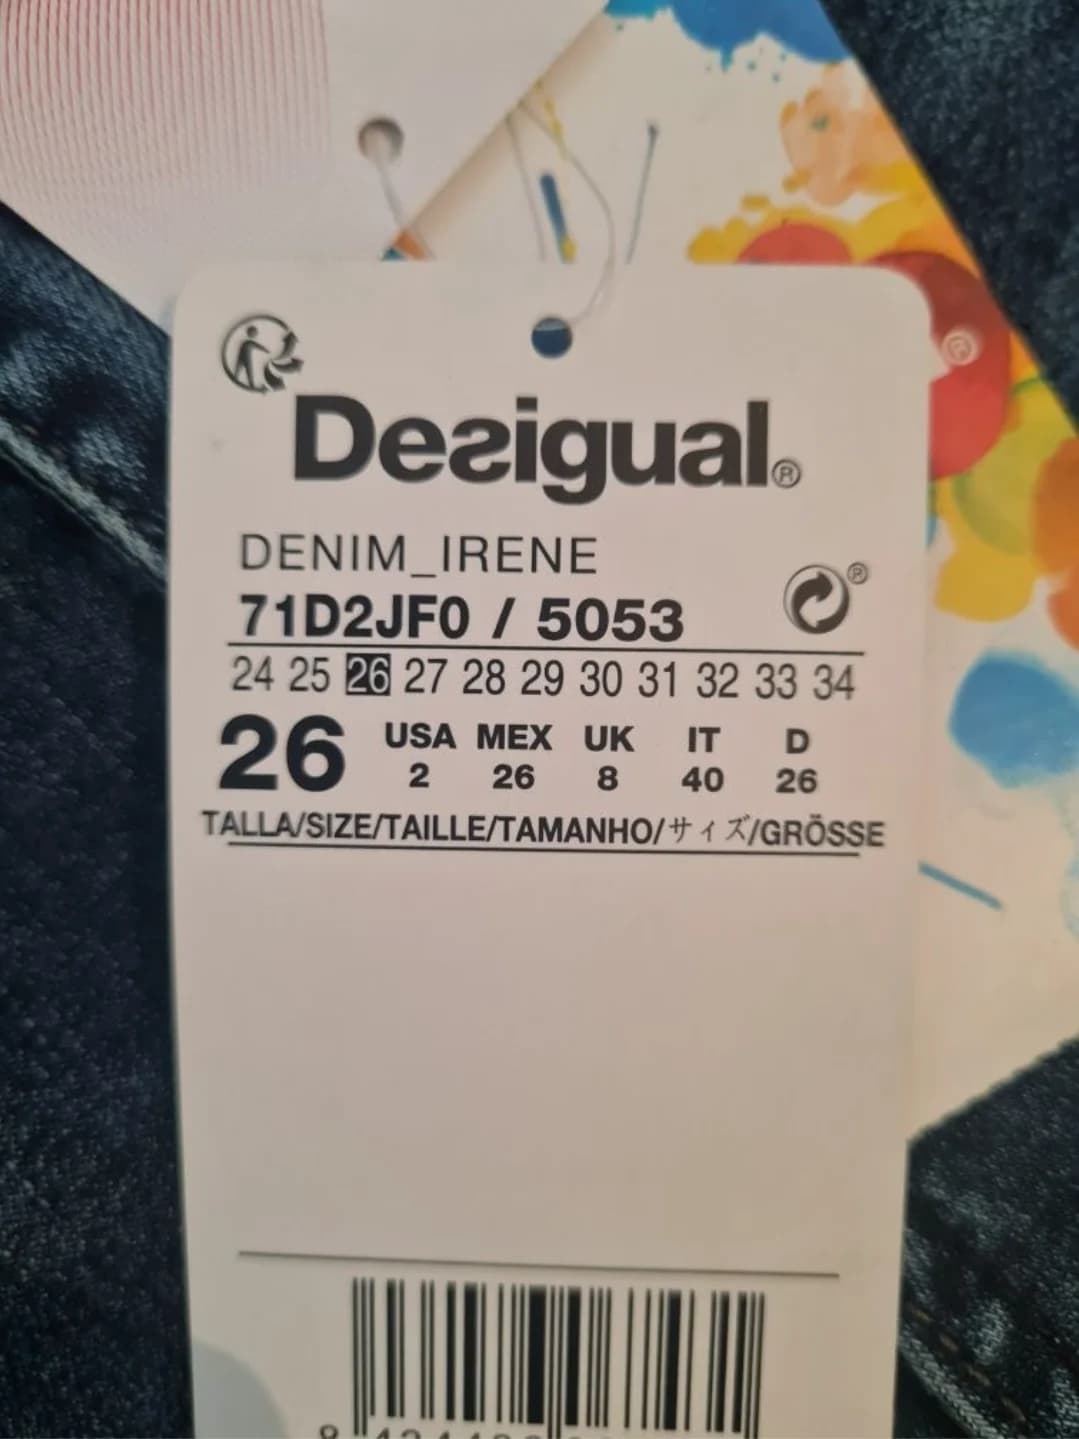 Desigual®
DENIM_IRENE
71D2JF0 / 5053
®
24 25 26 27 28 29 30 31 32 33 34
26 USA MEX UK IT D
2 26 8 40 26
TALLA/SIZE/TAILLE/TAMANHO/サイズ/GRÖSSE